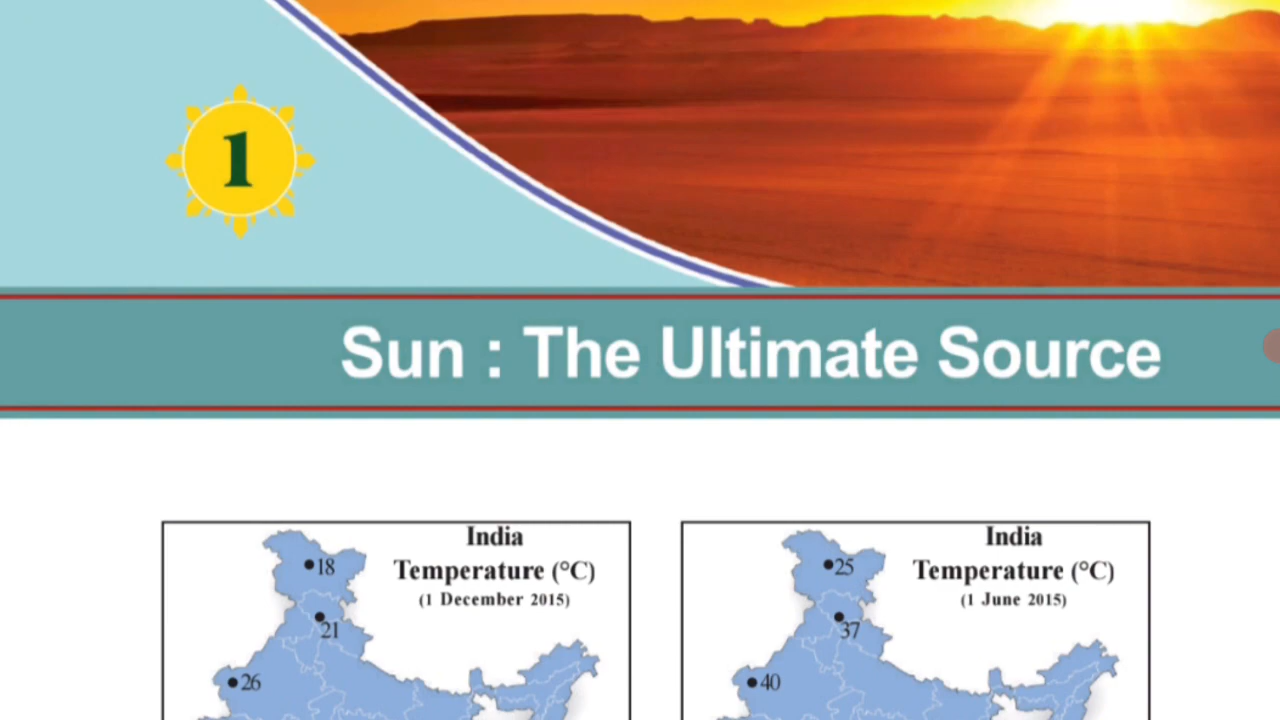 1
Sun : The Ultimate Source
India
Temperature (°C)
(1 December 2015)
18
21
26
India
Temperature (°C)
(1 June 2015)
25
37
40